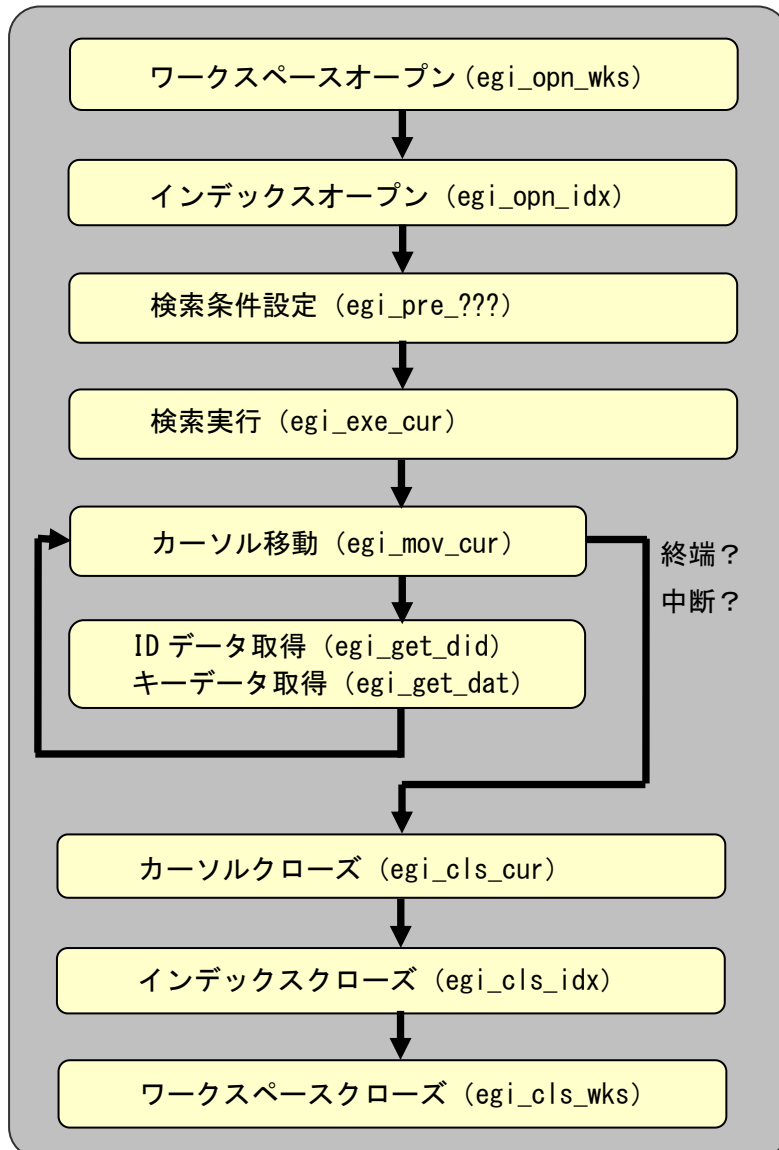 ワークスペースオープン(egi_opn_wks)
インデックスオープン(egi_opn_idx)
検索条件設定(egi_pre_???)
検索実行(egi_exe_cur)
カーソル移動(egi_mov_cur)
終端?
中断?
ID データ取得(egi_get_did)
キーデータ取得(egi_get_dat)
カーソルクローズ(egi_cls_cur)
インデックスクローズ(egi_cls_idx)
ワークスペースクローズ(egi_cls_wks)